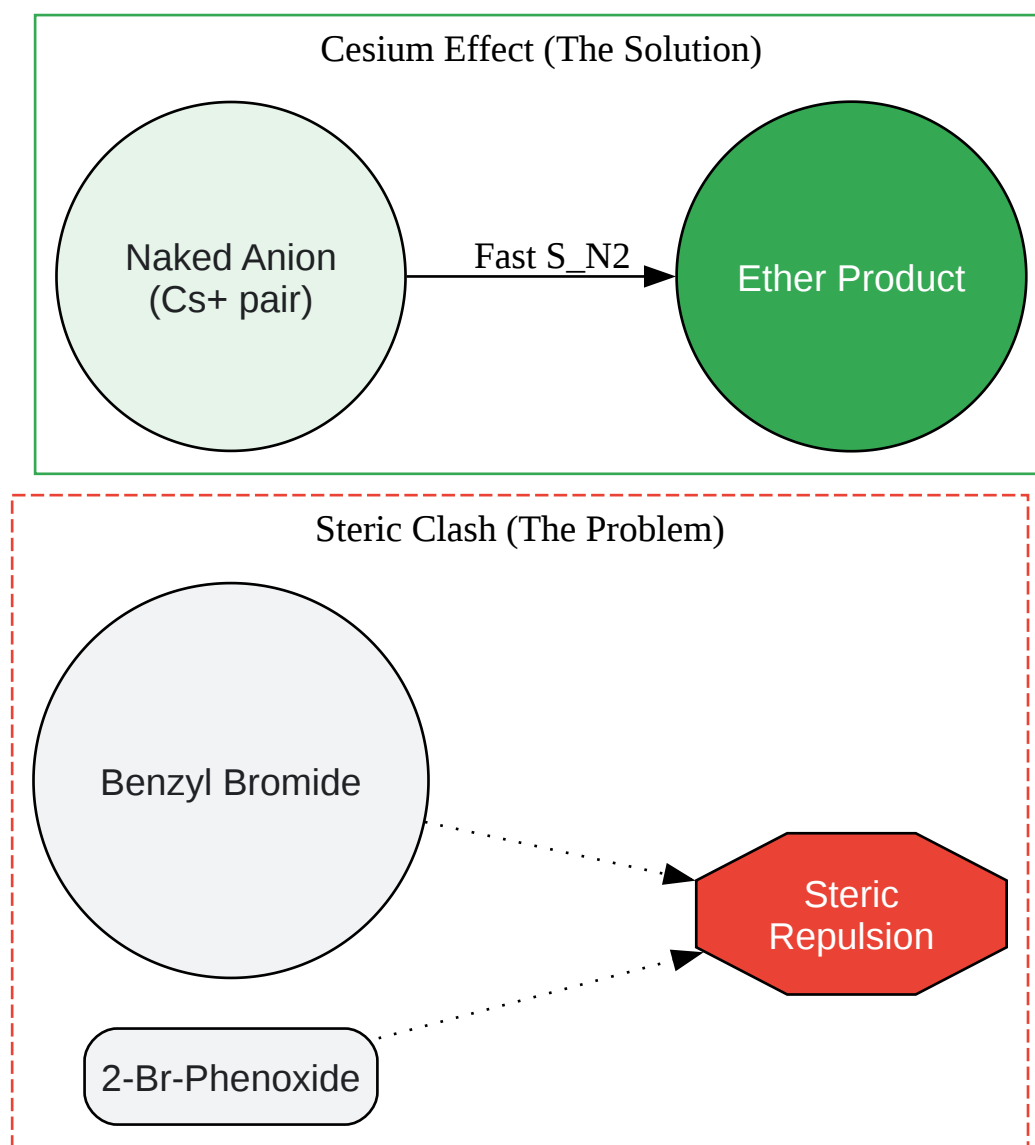 Cesium Effect (The Solution)
Naked Anion
(Cs+ pair)
Fast S_N2
Ether Product
Steric Clash (The Problem)
Benzyl Bromide
Steric
Repulsion
2-Br-Phenoxide